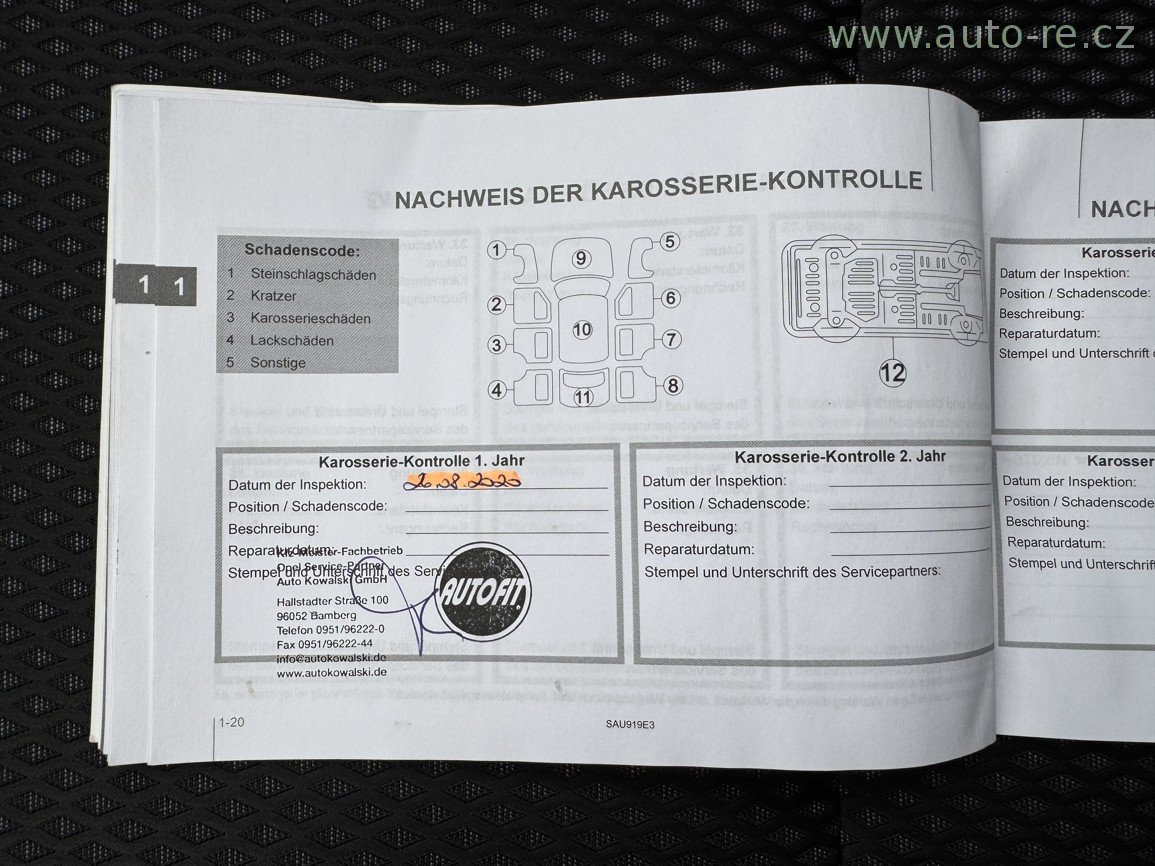 www.auto-re.cz
NACHWEIS DER KAROSSERIE-KONTROLLE
1 1
Schadenscode:
1 Steinschlagschäden
2 Kratzer
3 Karosserieschäden
4 Lackschäden
5 Sonstige
1
2
3
4
9
10
11
5
6
7
8
12
Karosserie-Kontrolle 1. Jahr
Datum der Inspektion: 26.08.2020
Position / Schadenscode:
Beschreibung:
Reparaturdatum:
Stempel und Unterschrift des Servi
Kfz-Meister-Fachbetrieb
Opel Service-Partner
Auto Kowalski GmbH
Hallstadter Straße 100
96052 Bamberg
Telefon 0951/96222-0
Fax 0951/96222-44
info@autokowalski.de
www.autokowalski.de
AUTOFIT
Karosserie-Kontrolle 2. Jahr
Datum der Inspektion:
Position / Schadenscode:
Beschreibung:
Reparaturdatum:
Stempel und Unterschrift des Servicepartners:
1-20
SAU919E3
NACH
Karosserie
Datum der Inspektion:
Position / Schadenscode:
Beschreibung:
Reparaturdatum:
Stempel und Unterschrift
Karosser
Datum der Inspektion:
Position / Schadenscode:
Beschreibung:
Reparaturdatum:
Stempel und Unterschrift